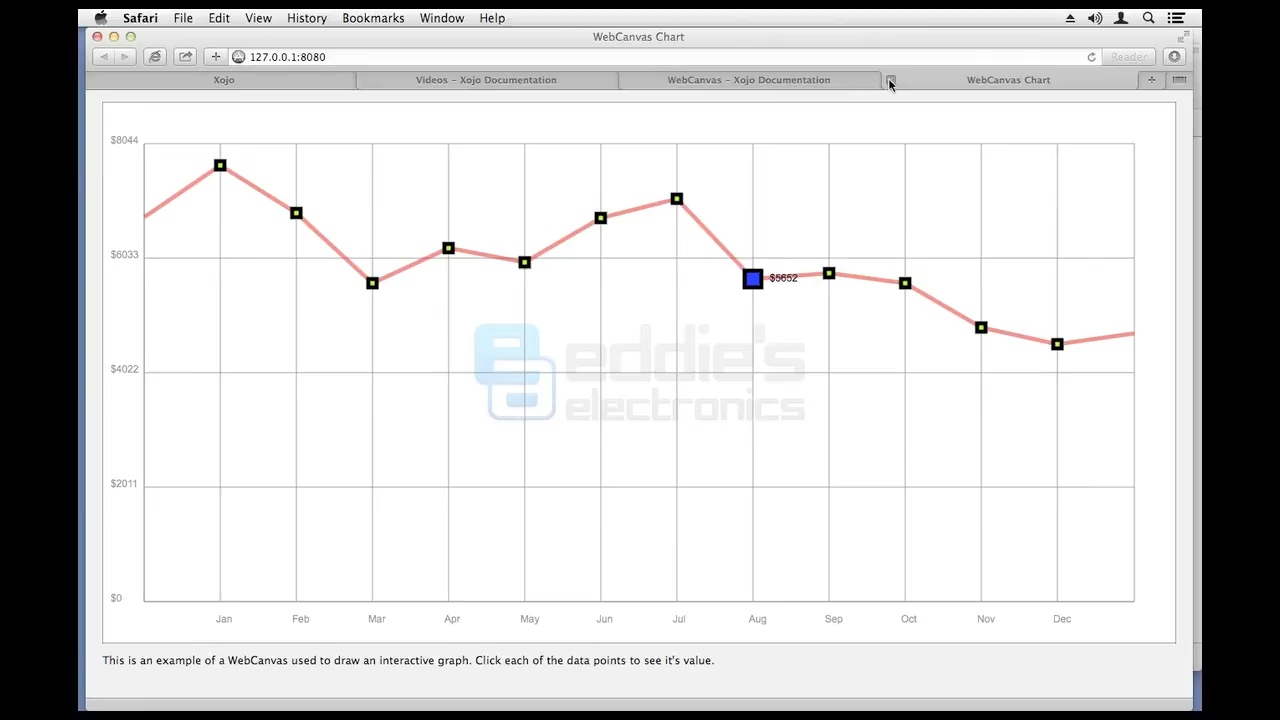 Safari File Edit View History Bookmarks Window Help
WebCanvas Chart
127.0.0.1:8080 Reader
Xojo Videos – Xojo Documentation WebCanvas – Xojo Documentation WebCanvas Chart
$8044
$6033
$5652
eddie's
electronics
$4022
$2011
$0
Jan Feb Mar Apr May Jun Jul Aug Sep Oct Nov Dec
This is an example of a WebCanvas used to draw an interactive graph. Click each of the data points to see it's value.